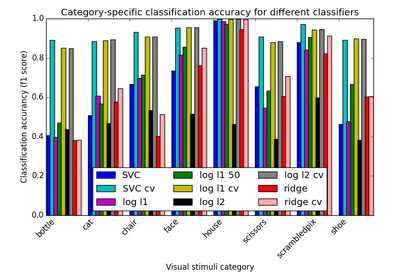 Category-specific classification accuracy for different classifiers
Classification accurancy (f1 score)
1.0
0.8
0.6
0.4
0.2
0.0
SVC
SVC cv
log l1
log l1 50
log l1 cv
log l2
log l2 cv
ridge
ridge cv
bottle
cat
chair
face
house
scissors
scrambledpix
shoe
Visual stimuli category